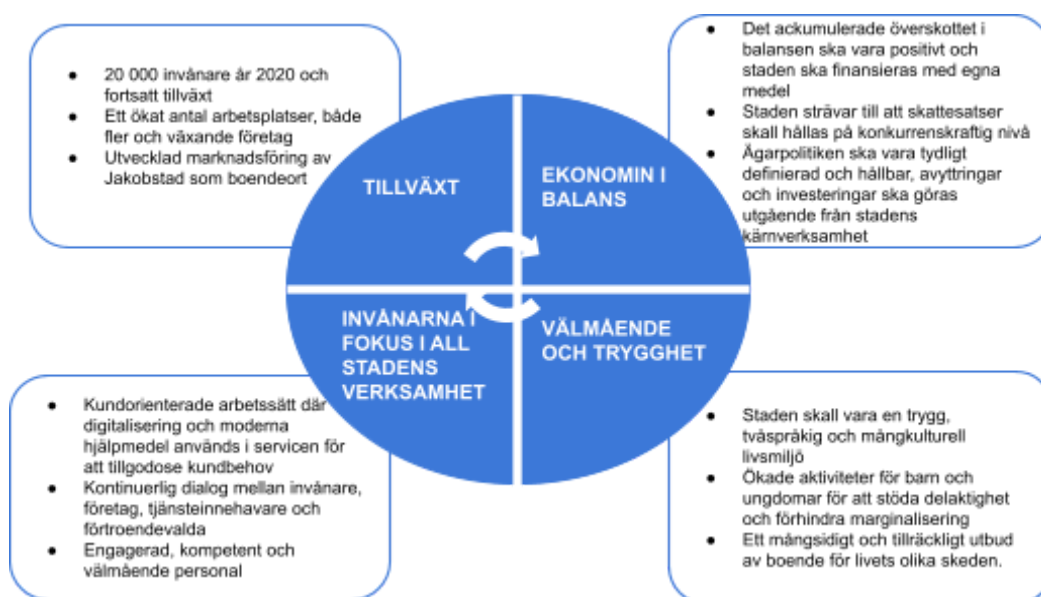 ● 20 000 invånare år 2020 och
fortsatt tillväxt
● Ett ökat antal arbetsplatser, både
fler och växande företag
● Utvecklad marknadsföring av
Jakobstad som boendeort
● Det ackumulerade överskottet i
balansen ska vara positivt och
staden ska finansieras med egna
medel
● Staden strävar till att skattesatser
skall hållas på konkurrenskraftig nivå
● Ägarpolitiken ska vara tydligt
definierad och hållbar, avyttringar
och investeringar ska göras
utgående från stadens
kärnverksamhet
TILLVÄXT
EKONOMIN I
BALANS
INVÅNARNA I
FOKUS I ALL
STADENS
VERKSAMHET
VÄLMÅENDE
OCH TRYGGHET
● Kundorienterade arbetssätt där
digitalisering och moderna
hjälpmedel används i servicen för
att tillgodose kundbehov
● Kontinuerlig dialog mellan invånare,
företag, tjänsteinnehavare och
förtroendevalda
● Engagerad, kompetent och
välmående personal
● Staden skall vara en trygg,
tvåspråkig och mångkulturell
livsmiljö
● Ökade aktiviteter för barn och
ungdomar för att stöda delaktighet
och förhindra marginalisering
● Ett mångsidigt och tillräckligt utbud
av boende för livets olika skeden.